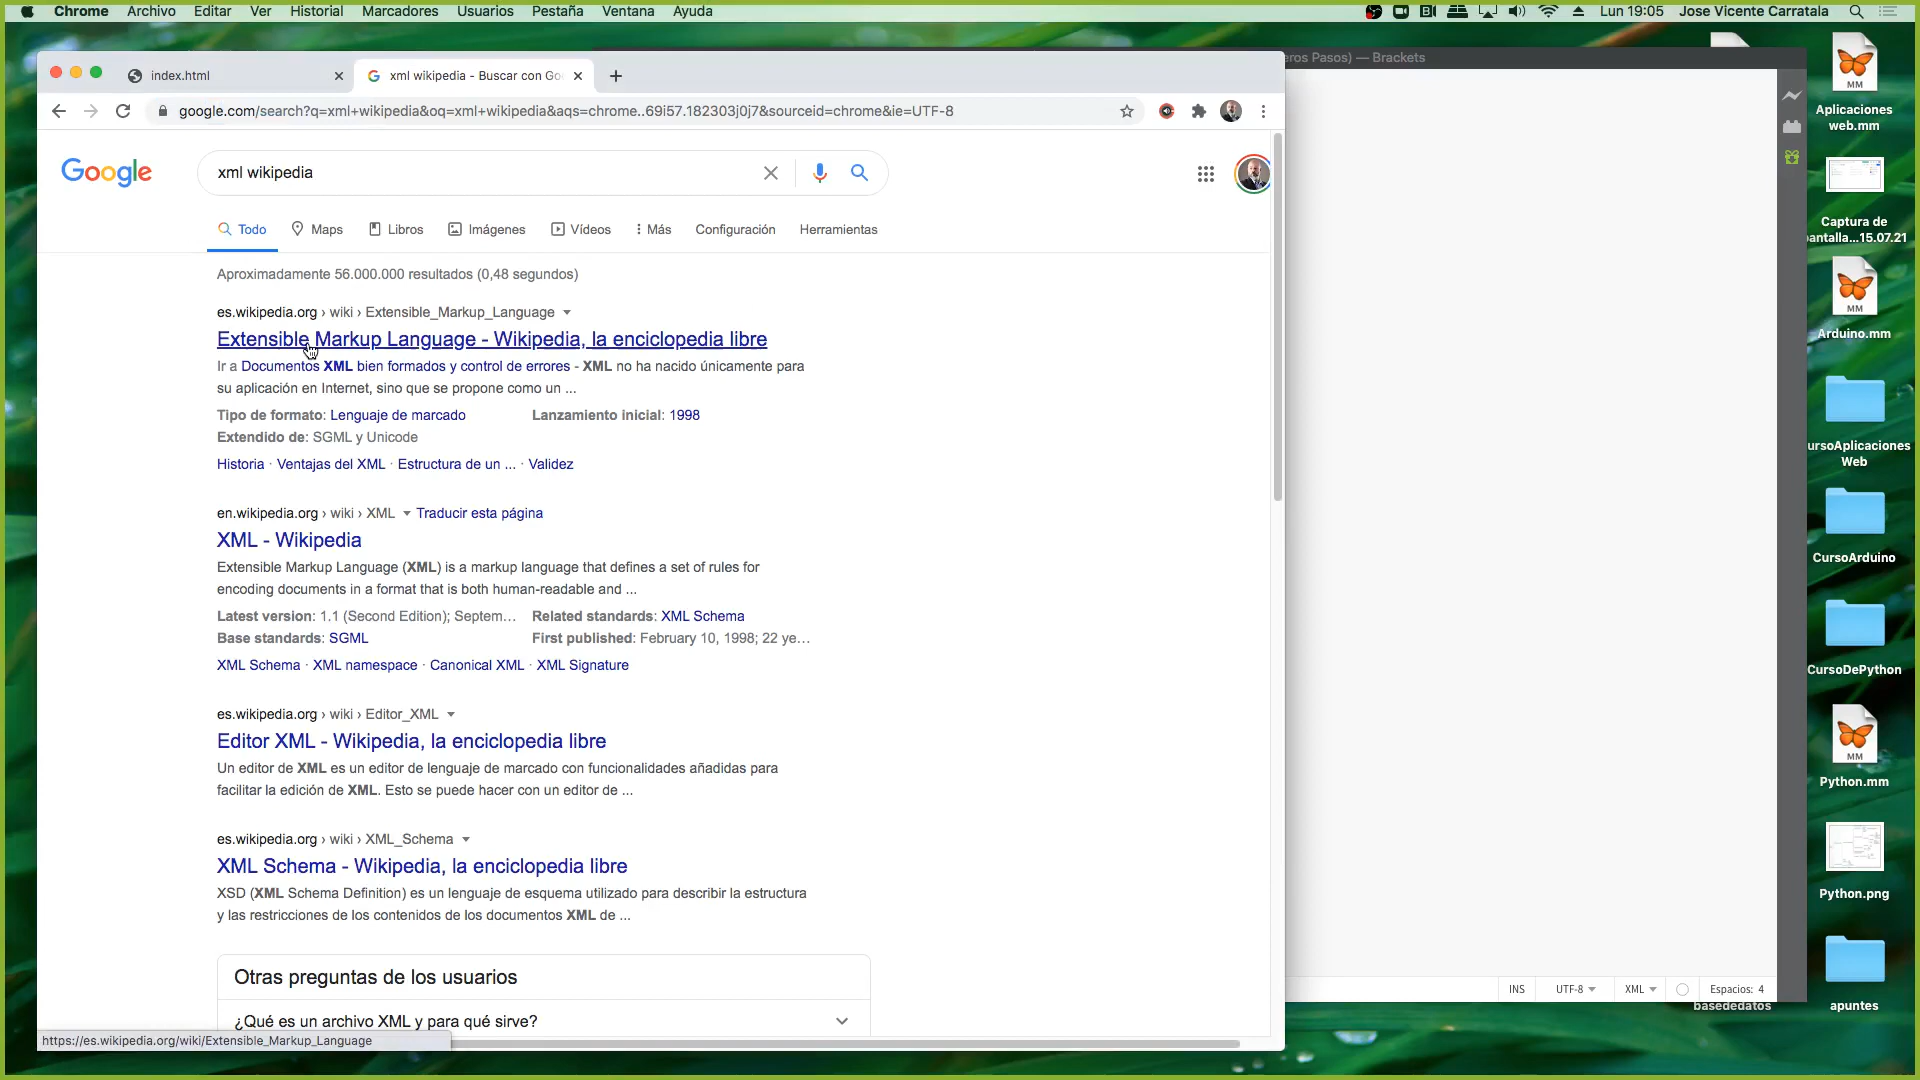 Chrome Archivo Editar Ver Historial Marcadores Usuarios Pestaña Ventana Ayuda
Lun 19:05 Jose Vicente Carratala
eros Pasos) — Brackets
index.html
xml wikipedia - Buscar con Go
google.com/search?q=xml+wikipedia&oq=xml+wikipedia&aqs=chrome..69i57.182303j0j7&sourceid=chrome&ie=UTF-8
Google
xml wikipedia
Todo Maps Libros Imágenes Vídeos Más Configuración Herramientas
Aproximadamente 56.000.000 resultados (0,48 segundos)
es.wikipedia.org › wiki › Extensible_Markup_Language
Extensible Markup Language - Wikipedia, la enciclopedia libre
Ir a Documentos XML bien formados y control de errores - XML no ha nacido únicamente para
su aplicación en Internet, sino que se propone como un ...
Tipo de formato: Lenguaje de marcado Lanzamiento inicial: 1998
Extendido de: SGML y Unicode
Historia · Ventajas del XML · Estructura de un ... · Validez
en.wikipedia.org › wiki › XML Traducir esta página
XML - Wikipedia
Extensible Markup Language (XML) is a markup language that defines a set of rules for
encoding documents in a format that is both human-readable and ...
Latest version: 1.1 (Second Edition); Septem... Related standards: XML Schema
Base standards: SGML First published: February 10, 1998; 22 ye...
XML Schema · XML namespace · Canonical XML · XML Signature
es.wikipedia.org › wiki › Editor_XML
Editor XML - Wikipedia, la enciclopedia libre
Un editor de XML es un editor de lenguaje de marcado con funcionalidades añadidas para
facilitar la edición de XML. Esto se puede hacer con un editor de ...
es.wikipedia.org › wiki › XML_Schema
XML Schema - Wikipedia, la enciclopedia libre
XSD (XML Schema Definition) es un lenguaje de esquema utilizado para describir la estructura
y las restricciones de los contenidos de los documentos XML de ...
Otras preguntas de los usuarios
¿Qué es un archivo XML y para qué sirve?
https://es.wikipedia.org/wiki/Extensible_Markup_Language
INS UTF-8 XML Espacios: 4
basededatos
MM
Aplicaciones
web.mm
Captura de
pantalla...15.07.21
MM
Arduino.mm
ursoAplicaciones
Web
CursoArduino
CursoDePython
MM
Python.mm
Python.png
apuntes